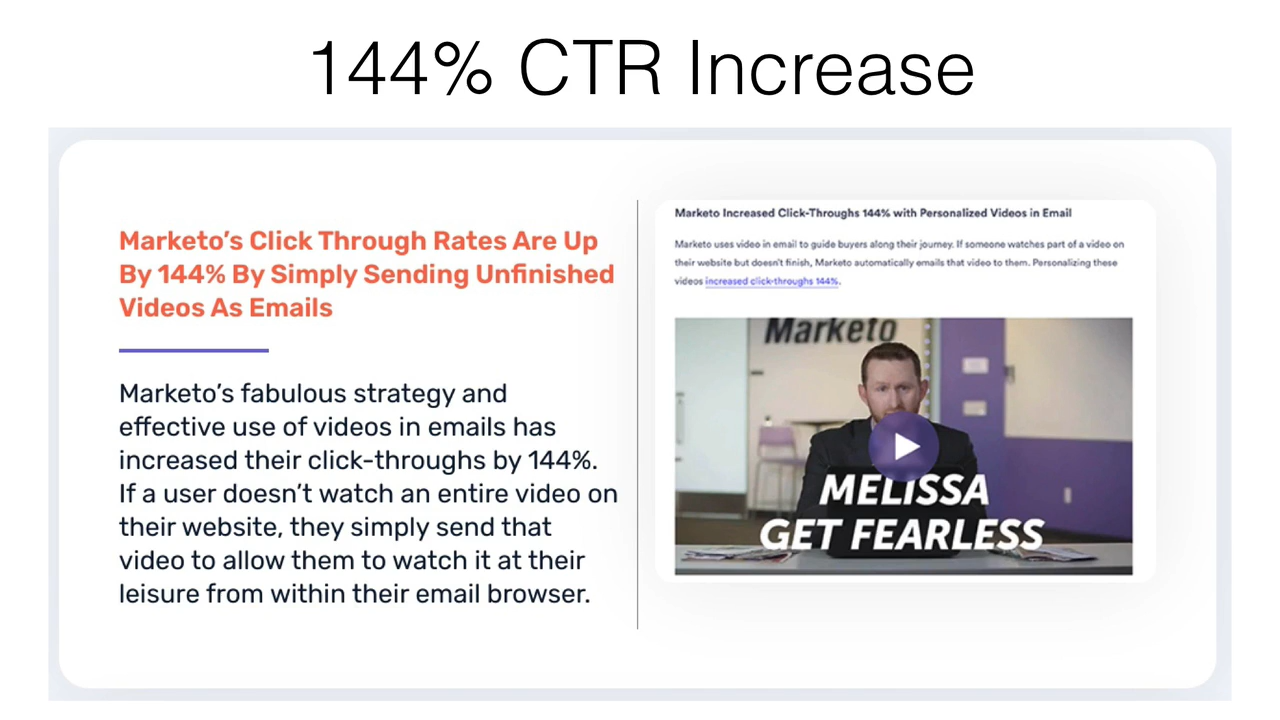 144% CTR Increase
Marketo’s Click Through Rates Are Up
By 144% By Simply Sending Unfinished
Videos As Emails
Marketo’s fabulous strategy and
effective use of videos in emails has
increased their click-throughs by 144%.
If a user doesn’t watch an entire video on
their website, they simply send that
video to allow them to watch it at their
leisure from within their email browser.
Marketo Increased Click-Throughs 144% with Personalized Videos in Email
Marketo uses video in email to guide buyers along their journey. If someone watches part of a video on
their website but doesn't finish, Marketo automatically emails that video to them. Personalizing these
videos increased click-throughs 144%.
Marketo
MELISSA
GET FEARLESS